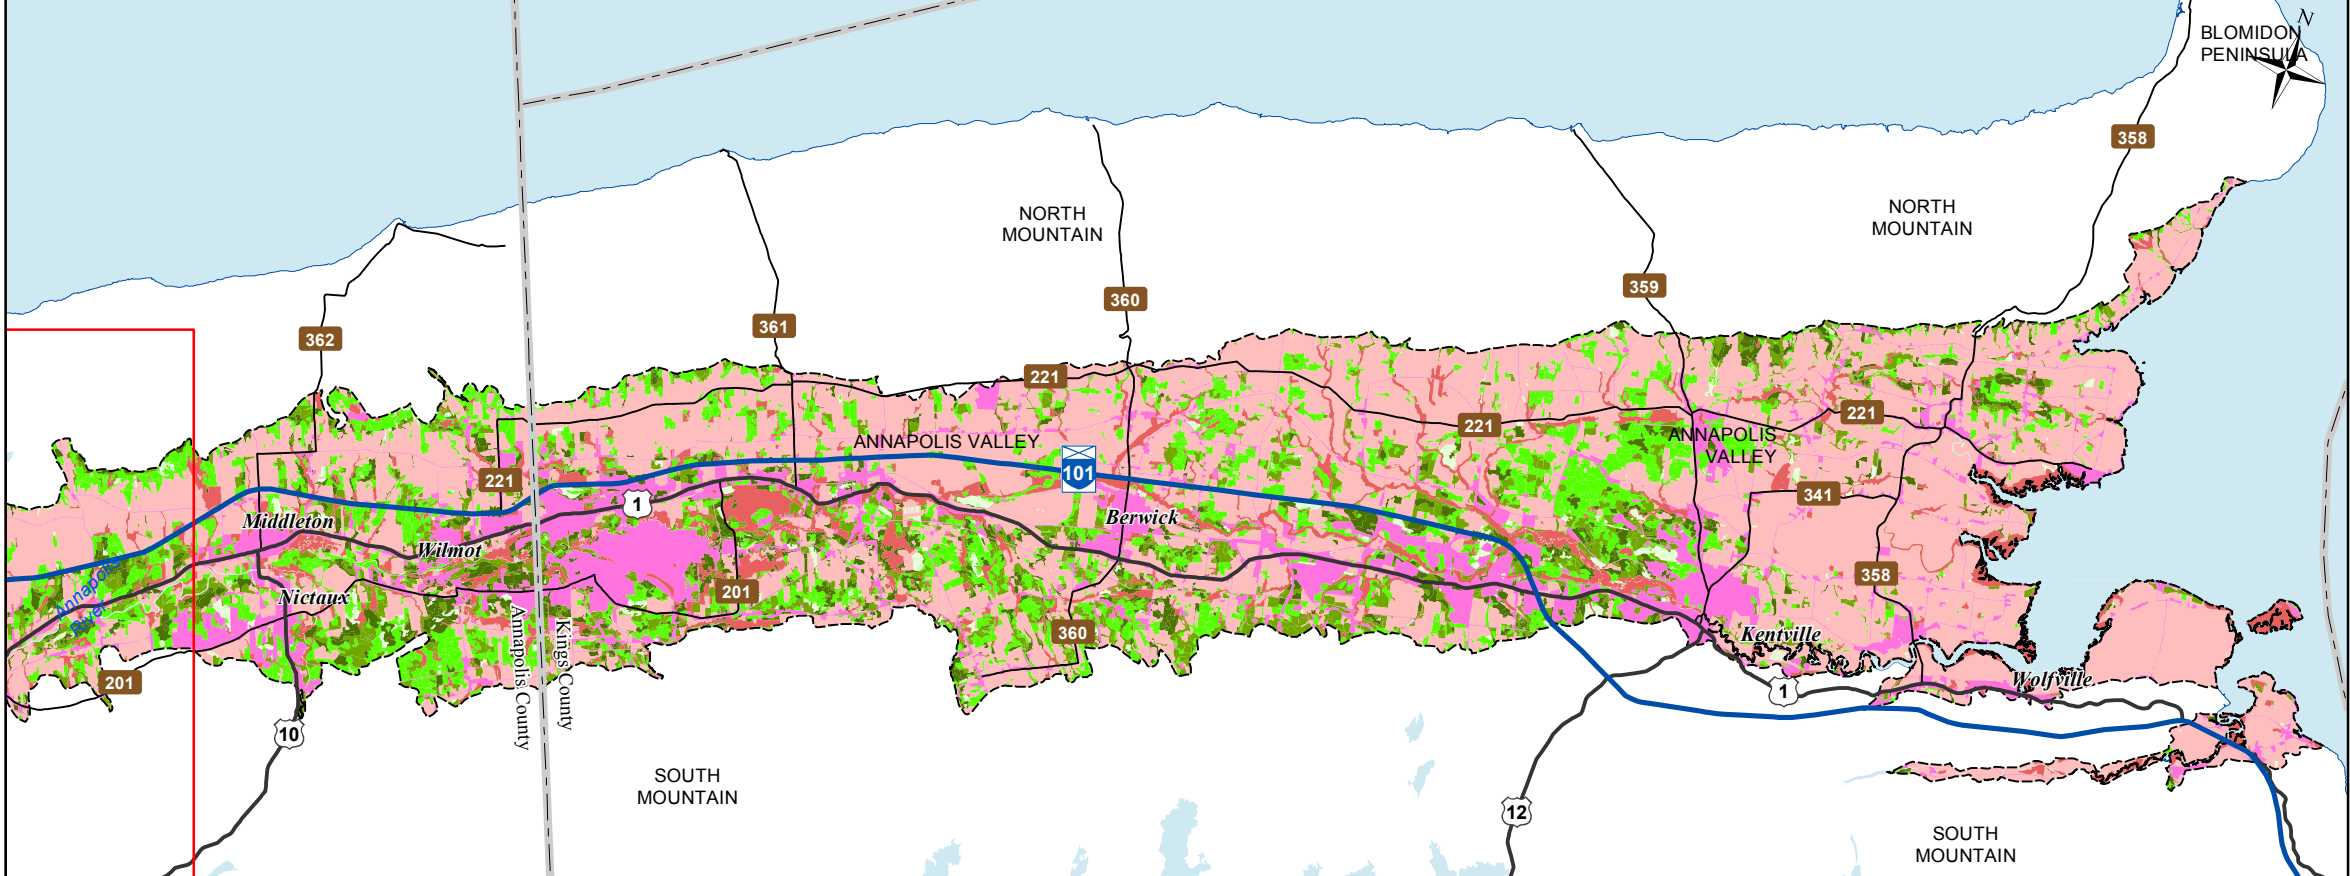 N
BLOMIDON
PENINSULA
358
NORTH
MOUNTAIN
NORTH
MOUNTAIN
359
360
361
362
221
221
221
ANNAPOLIS VALLEY
ANNAPOLIS
VALLEY
101
221
341
1
Middleton
Berwick
Wilmot
Annapolis
River
358
201
Nictaux
360
Kentville
Annapolis County
Kings County
201
Wolfville
1
10
SOUTH
MOUNTAIN
12
SOUTH
MOUNTAIN